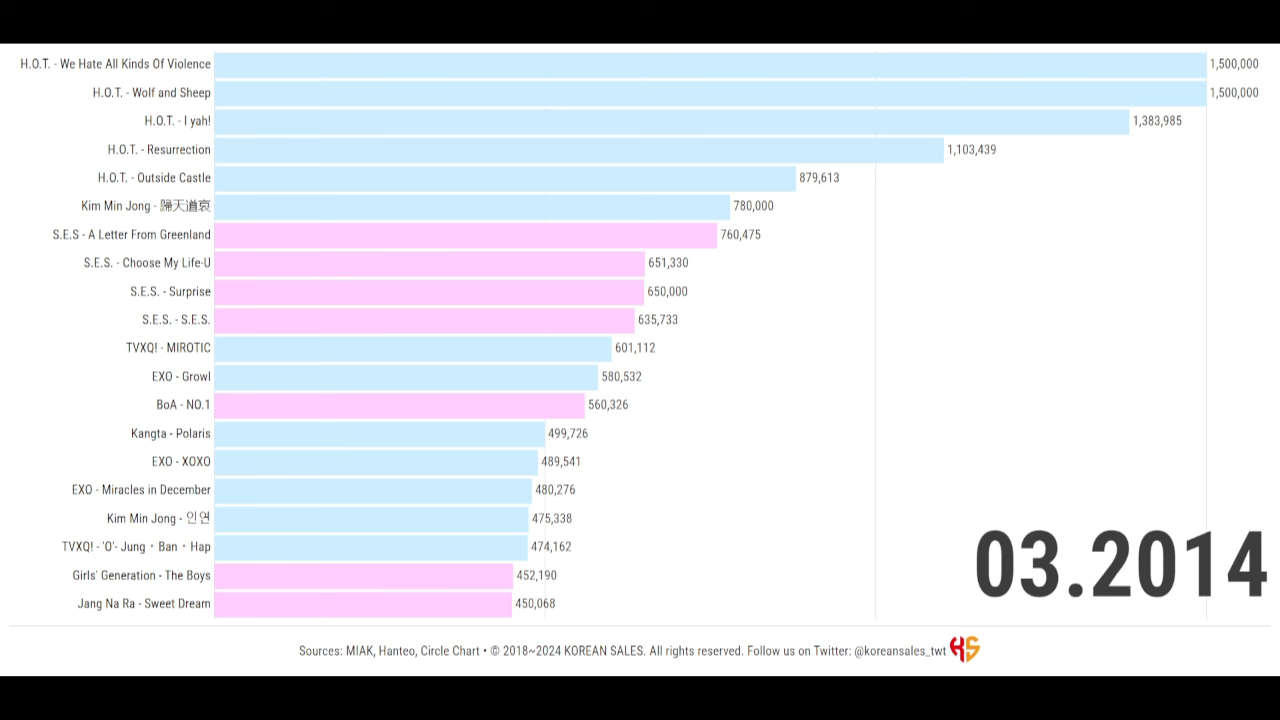 H.O.T. - We Hate All Kinds Of Violence 1,500,000
H.O.T. - Wolf and Sheep 1,500,000
H.O.T. - I yah! 1,383,985
H.O.T. - Resurrection 1,103,439
H.O.T. - Outside Castle 879,613
Kim Min Jong - 歸天道哀 780,000
S.E.S - A Letter From Greenland 760,475
S.E.S. - Choose My Life-U 651,330
S.E.S. - Surprise 650,000
S.E.S. - S.E.S. 635,733
TVXQ! - MIROTIC 601,112
EXO - Growl 580,532
BoA - NO.1 560,326
Kangta - Polaris 499,726
EXO - XOXO 489,541
EXO - Miracles in December 480,276
Kim Min Jong - 인연 475,338
TVXQ! - 'O'- Jung・Ban・Hap 474,162
Girls' Generation - The Boys 452,190
Jang Na Ra - Sweet Dream 450,068
03.2014
Sources: MIAK, Hanteo, Circle Chart • © 2018~2024 KOREAN SALES. All rights reserved. Follow us on Twitter: @koreansales_twt KS